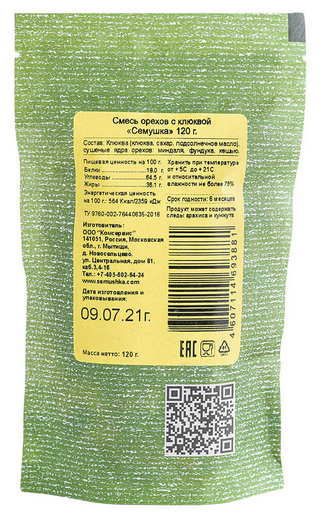 Смесь орехов с клюквой
«Семушка» 120 г.
Состав: Клюква (клюква, сахар, подсолнечное масло),
сушеные ядра орехов: миндаля, фундука, кешью.
Пищевая ценность на 100 г.:
Белки 18,0 г.
Углеводы 64,5 г.
Жиры 36,1 г.
Энергетическая ценность
на 100 г.: 564 Ккал/2359 кДж
ТУ 9760-002-76440635-2016
Хранить при температуре
от + 5С до + 21С
и относительной
влажности не более 75%
Срок годности: 6 месяцев
Продукт может содержать
следы арахиса и кунжута
Изготовитель:
ООО "Комсервис"
141051, Россия, Московская
обл., г. Мытищи,
д. Новосельцево,
ул. Центральная, дом 81,
каб.3,4-16
Тел.: +7-495-602-64-24
www.semushka.com
Дата изготовления и
упаковывания:
09.07.21г.
Масса нетто: 120 г.
4607114693881
ЕАС